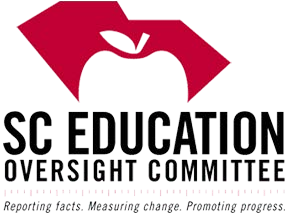 SC EDUCATION
OVERSIGHT COMMITTEE
Reporting facts. Measuring change. Promoting progress.